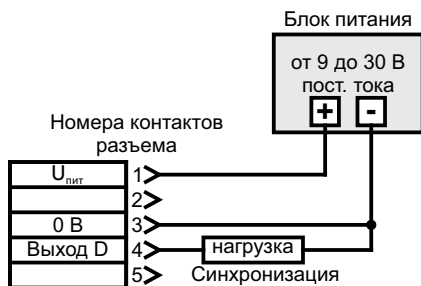 Блок питания
от 9 до 30 В
пост. тока
+ -
Номера контактов
разъема
Uпит 1
2
0 В 3
Выход D 4 нагрузка
5 Синхронизация